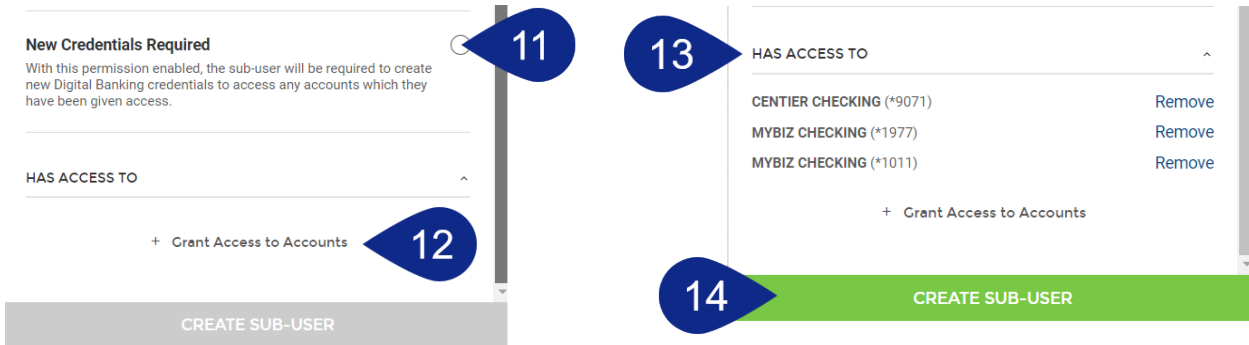 New Credentials Required
11
With this permission enabled, the sub-user will be required to create
new Digital Banking credentials to access any accounts which they
have been given access.
HAS ACCESS TO
+ Grant Access to Accounts
12
CREATE SUB-USER
13
HAS ACCESS TO
CENTIER CHECKING (*9071) Remove
MYBIZ CHECKING (*1977) Remove
MYBIZ CHECKING (*1011) Remove
+ Grant Access to Accounts
14
CREATE SUB-USER